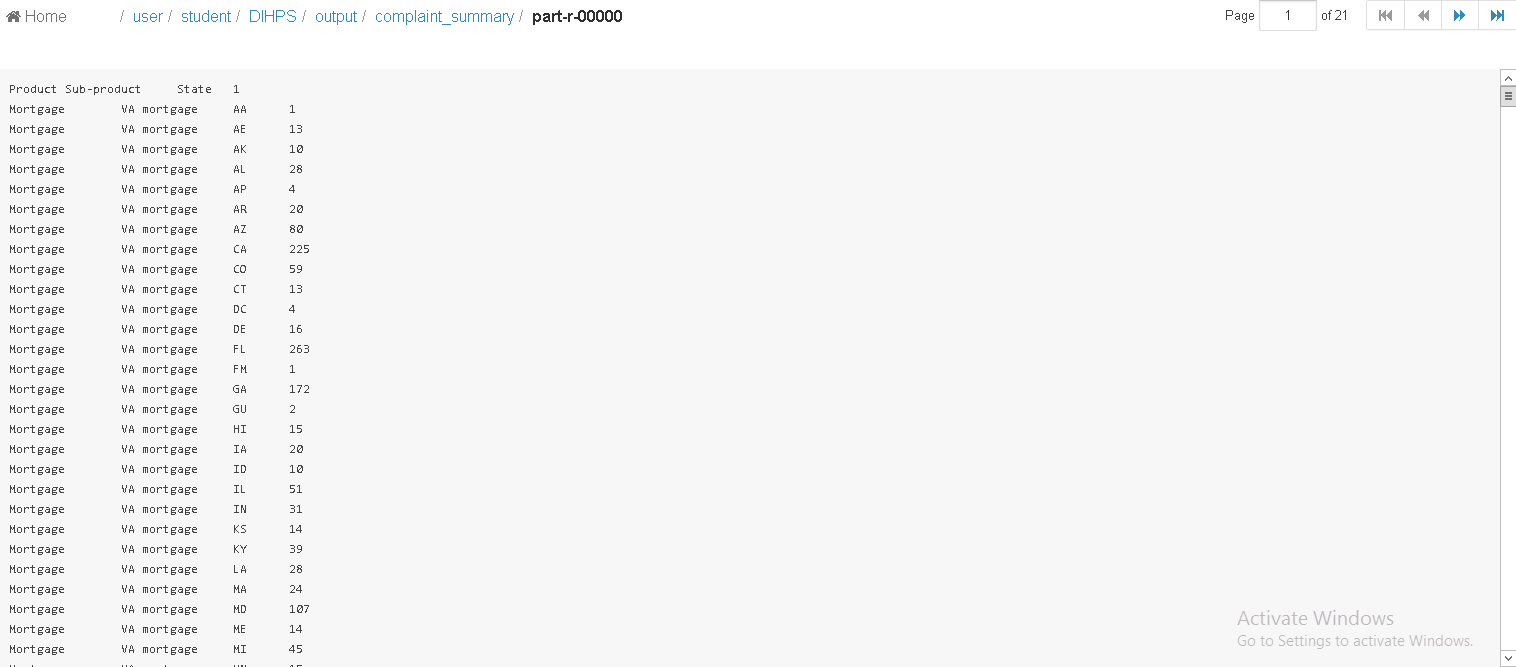 Home / user / student / DIHPS / output / complaint_summary / part-r-00000
Page 1 of 21
Product Sub-product State 1
Mortgage VA mortgage AA 1
Mortgage VA mortgage AE 13
Mortgage VA mortgage AK 10
Mortgage VA mortgage AL 28
Mortgage VA mortgage AP 4
Mortgage VA mortgage AR 20
Mortgage VA mortgage AZ 80
Mortgage VA mortgage CA 225
Mortgage VA mortgage CO 59
Mortgage VA mortgage CT 13
Mortgage VA mortgage DC 4
Mortgage VA mortgage DE 16
Mortgage VA mortgage FL 263
Mortgage VA mortgage FM 1
Mortgage VA mortgage GA 172
Mortgage VA mortgage GU 2
Mortgage VA mortgage HI 15
Mortgage VA mortgage IA 20
Mortgage VA mortgage ID 10
Mortgage VA mortgage IL 51
Mortgage VA mortgage IN 31
Mortgage VA mortgage KS 14
Mortgage VA mortgage KY 39
Mortgage VA mortgage LA 28
Mortgage VA mortgage MA 24
Mortgage VA mortgage MD 107
Mortgage VA mortgage ME 14
Mortgage VA mortgage MI 45
Activate Windows
Go to Settings to activate Windows.